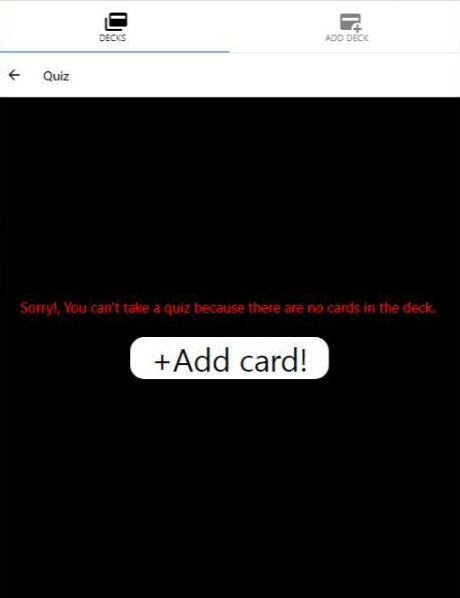 DECKS
ADD DECK
Quiz
Sorry!, You can't take a quiz because there are no cards in the deck.
+Add card!